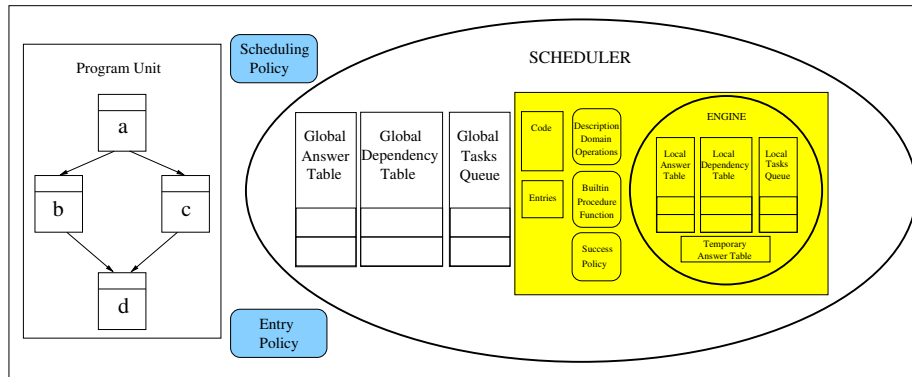 Program Unit
a
b
c
d
Scheduling
Policy
Entry
Policy
SCHEDULER
Global
Answer
Table
Global
Dependency
Table
Global
Tasks
Queue
Code
Entries
Description
Domain
Operations
Builtin
Procedure
Function
Success
Policy
ENGINE
Local
Answer
Table
Local
Dependency
Table
Local
Tasks
Queue
Temporary
Answer Table